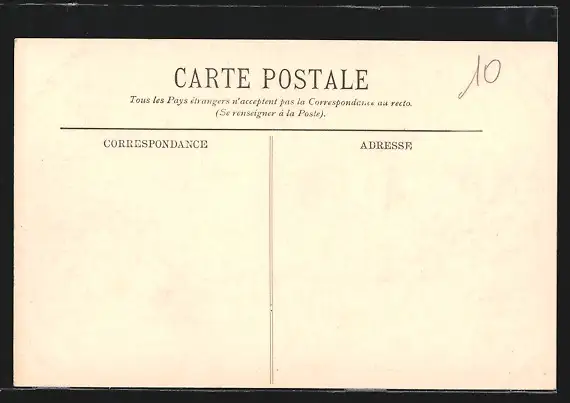 10
CARTE POSTALE
Tous les Pays étrangers n'acceptent pas la Correspondance au recto.
(Se renseigner à la Poste).
CORRESPONDANCE
ADRESSE